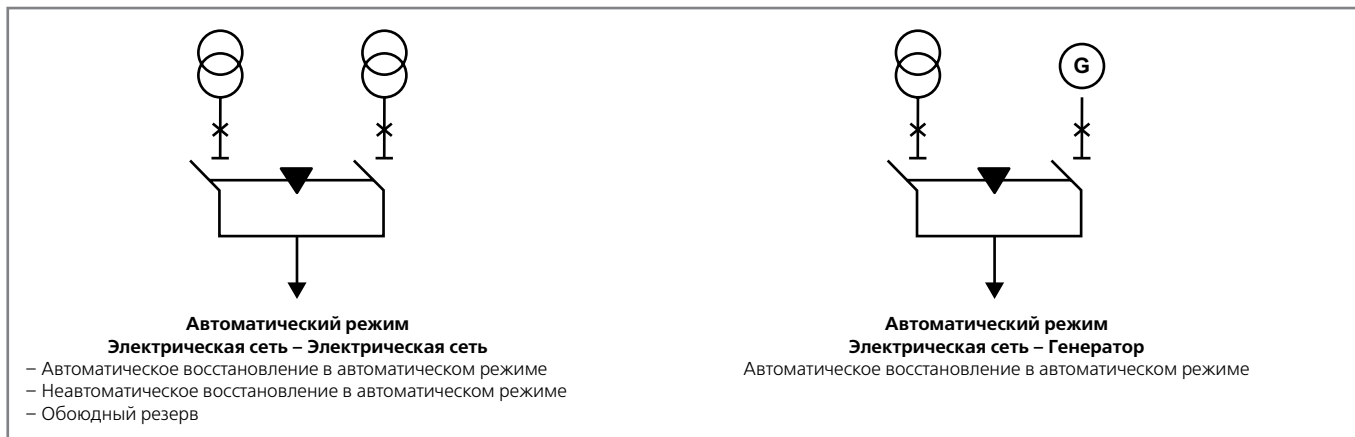 Автоматический режим
Электрическая сеть – Электрическая сеть
– Автоматическое восстановление в автоматическом режиме
– Неавтоматическое восстановление в автоматическом режиме
– Обоюдный резерв
G
Автоматический режим
Электрическая сеть – Генератор
Автоматическое восстановление в автоматическом режиме